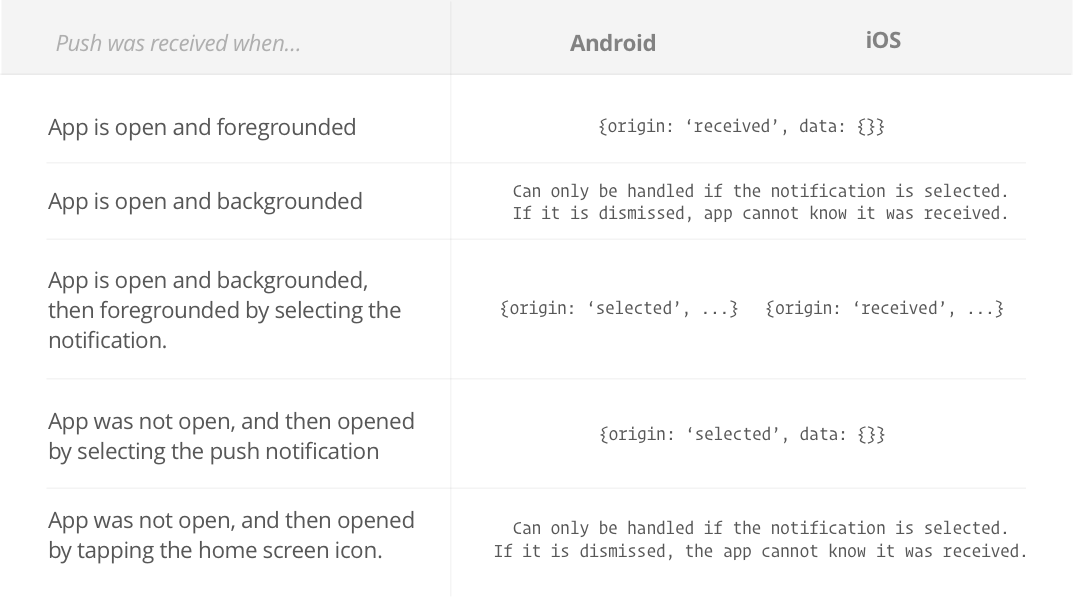 Push was received when...
Android
iOS
App is open and foregrounded
{origin: ‘received’, data: {}}
App is open and backgrounded
Can only be handled if the notification is selected.
If it is dismissed, app cannot know it was received.
App is open and backgrounded,
then foregrounded by selecting the
notification.
{origin: ‘selected’, ...}
{origin: ‘received’, ...}
App was not open, and then opened
by selecting the push notification
{origin: ‘selected’, data: {}}
App was not open, and then opened
by tapping the home screen icon.
Can only be handled if the notification is selected.
If it is dismissed, the app cannot know it was received.